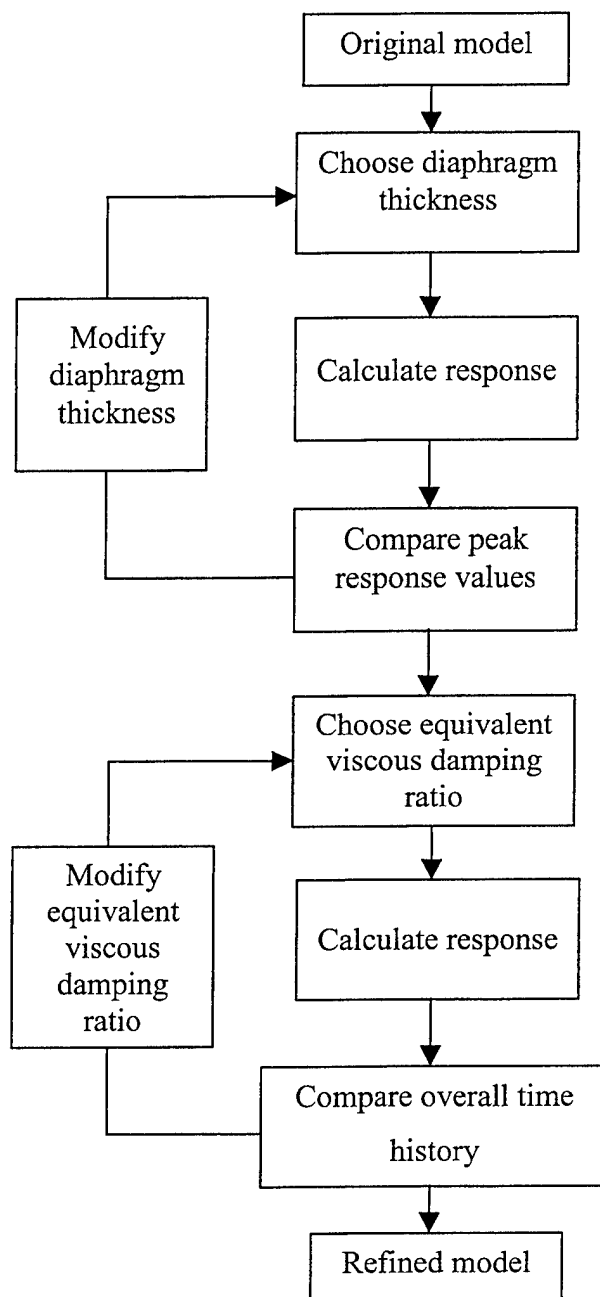 Original model
Choose diaphragm
thickness
Modify
diaphragm
thickness
Calculate response
Compare peak
response values
Choose equivalent
viscous damping
ratio
Modify
equivalent
viscous
damping
ratio
Calculate response
Compare overall time
history
Refined model